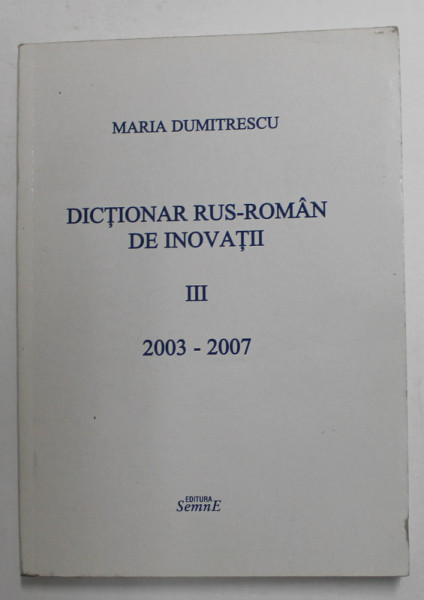 MARIA DUMITRESCU
DICȚIONAR RUS-ROMÂN
DE INOVAȚII
III
2003 - 2007
EDITURA
SemnE